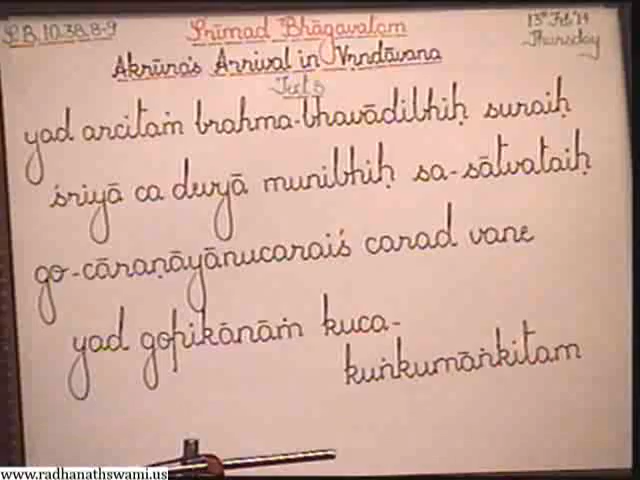 S.B. 10.38.8-9
Śrīmad Bhāgavatam
13th Feb '14
Thursday
Akrūra's Arrival in Vṛndāvana
Text 8
yad arcitaṁ brahma-bhavādibhiḥ suraiḥ
śriyā ca devyā munibhiḥ sa-sātvataiḥ
go-cāraṇāyānucaraiś carad vane
yad gopikānāṁ kuca-
kuṅkumāṅkitam
www.radhanathswami.us